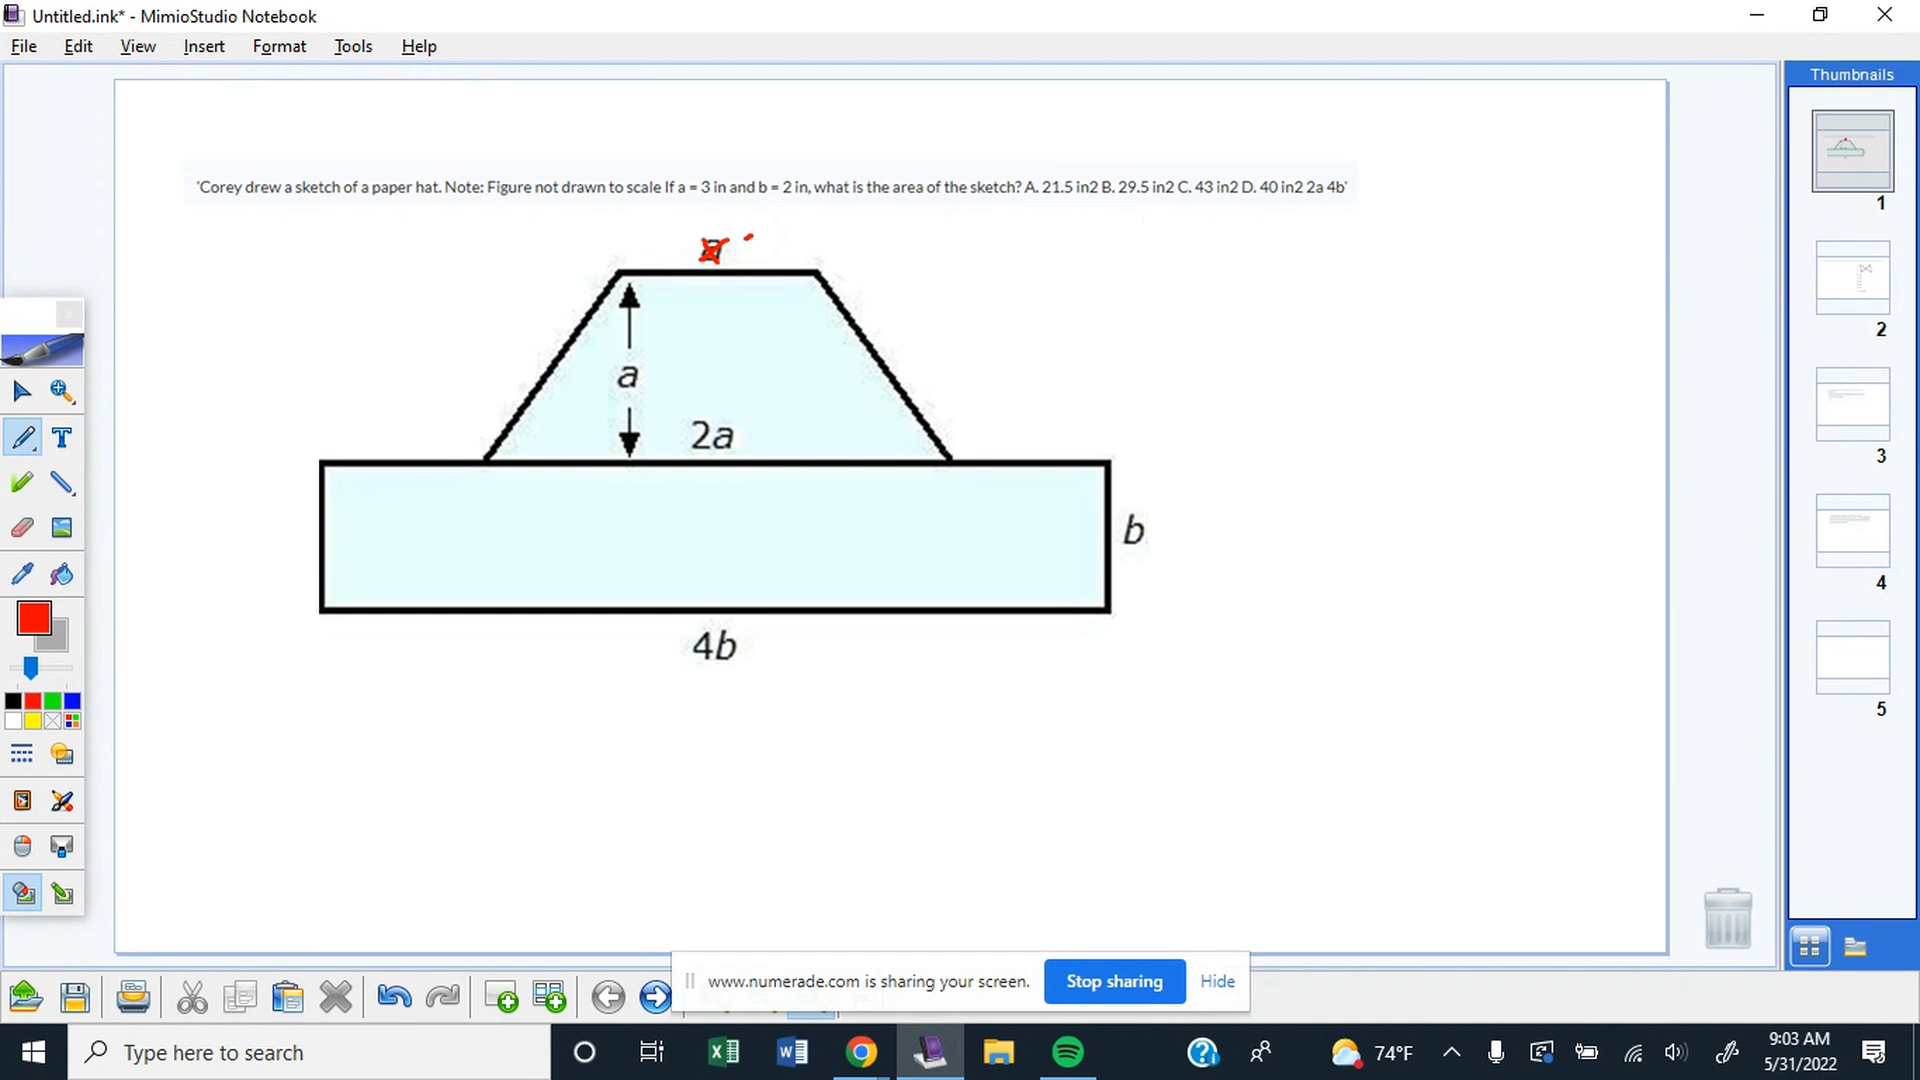 Untitled.ink* - MimioStudio Notebook
File Edit View Insert Format Tools Help
Thumbnails
'Corey drew a sketch of a paper hat. Note: Figure not drawn to scale If a = 3 in and b = 2 in, what is the area of the sketch? A. 21.5 in2 B. 29.5 in2 C. 43 in2 D. 40 in2 2a 4b'
a
a
2a
b
4b
1
2
3
4
5
www.numerade.com is sharing your screen. Stop sharing Hide
Type here to search
74°F
9:03 AM
5/31/2022